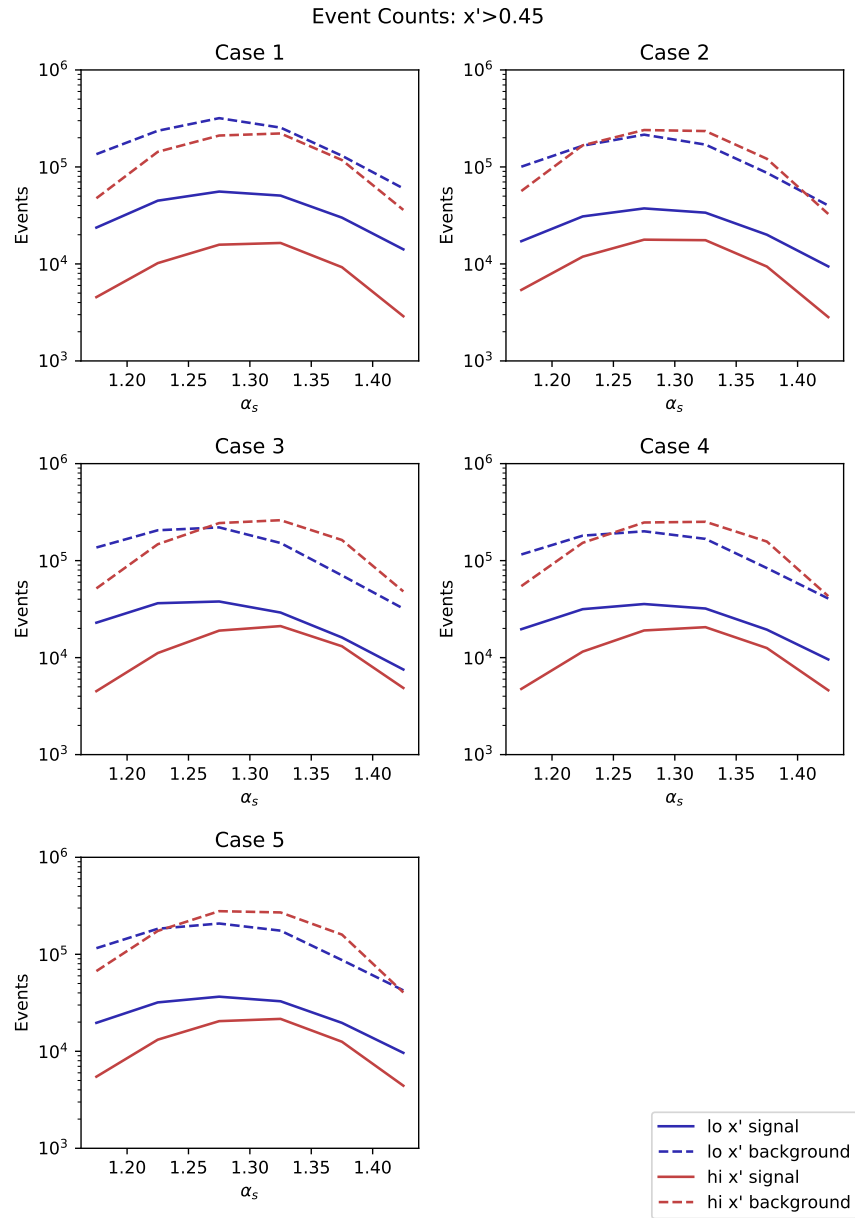 Event Counts: x'>0.45
Case 1
Case 2
10⁶
10⁵
10⁴
10³
Events
1.20 1.25 1.30 1.35 1.40
αₛ
10⁶
10⁵
10⁴
10³
Events
1.20 1.25 1.30 1.35 1.40
αₛ
Case 3
Case 4
10⁶
10⁵
10⁴
10³
Events
1.20 1.25 1.30 1.35 1.40
αₛ
10⁶
10⁵
10⁴
10³
Events
1.20 1.25 1.30 1.35 1.40
αₛ
Case 5
10⁶
10⁵
10⁴
10³
Events
1.20 1.25 1.30 1.35 1.40
αₛ
lo x' signal
lo x' background
hi x' signal
hi x' background